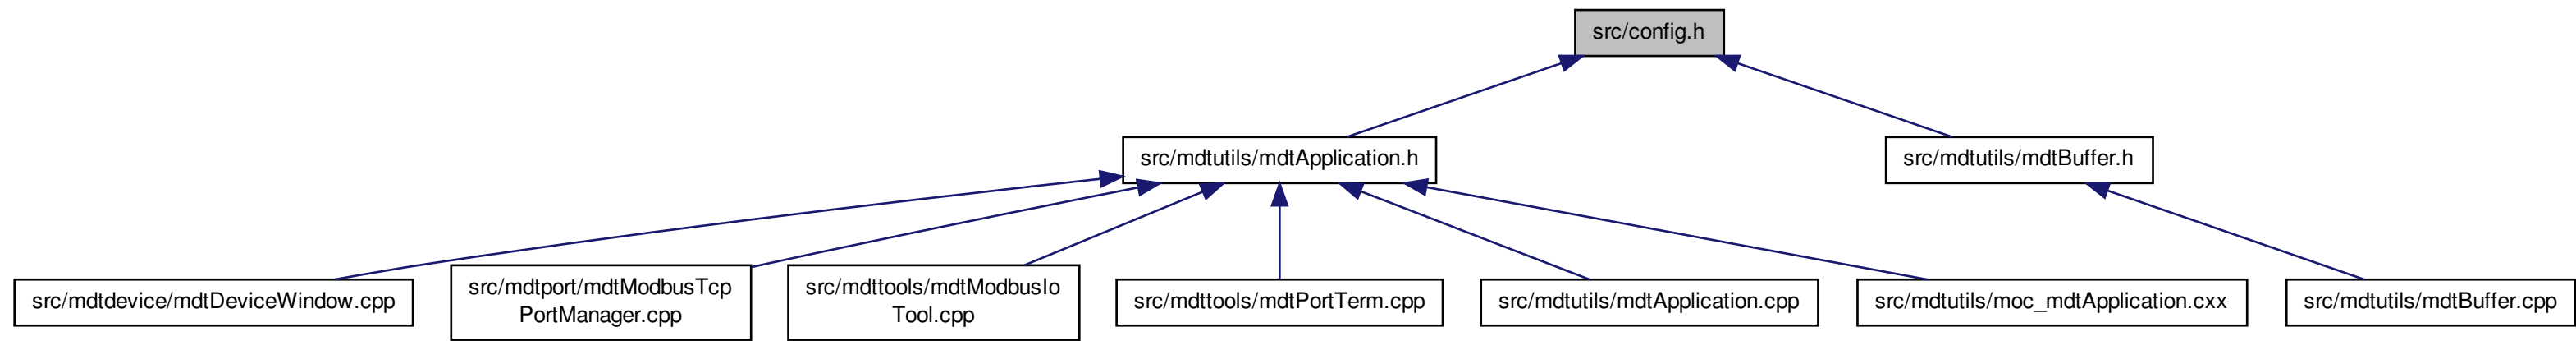 src/config.h
src/mdtutils/mdtApplication.h
src/mdtutils/mdtBuffer.h
src/mdtdevice/mdtDeviceWindow.cpp
src/mdtport/mdtModbusTcp
PortManager.cpp
src/mdttools/mdtModbusIo
Tool.cpp
src/mdttools/mdtPortTerm.cpp
src/mdtutils/mdtApplication.cpp
src/mdtutils/moc_mdtApplication.cxx
src/mdtutils/mdtBuffer.cpp